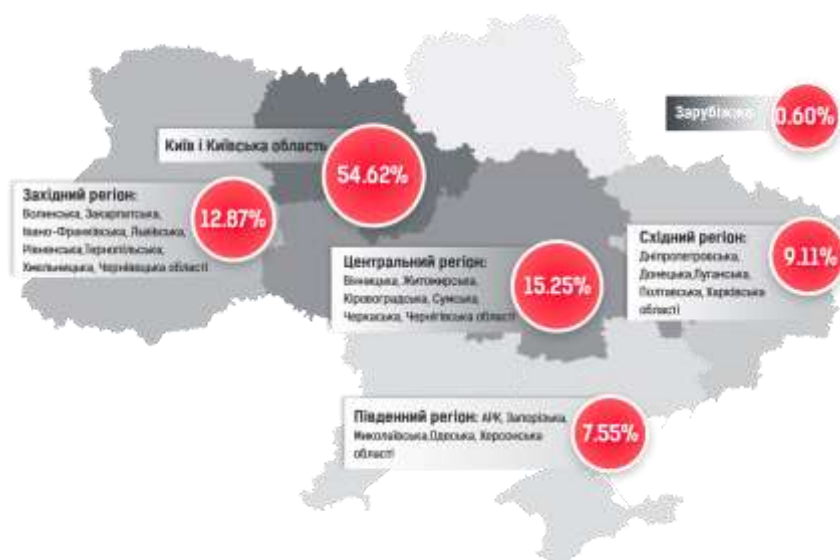 Зарубіжжя
0.60%
Київ і Київська область
54.62%
Західний регіон:
Волинська, Закарпатська,
Івано-Франківська, Львівська,
Рівненська,Тернопільська,
Хмельницька, Чернівецька області
12.87%
Центральний регіон:
Вінницька, Житомирська,
Кіровоградська, Сумська,
Черкаська, Чернігівська області
15.25%
Східний регіон:
Дніпропетровська,
Донецька,Луганська,
Полтавська, Харківська
області
9.11%
Південний регіон: АРК, Запорізька,
Миколаївська,Одеська, Херсонська
області
7.55%